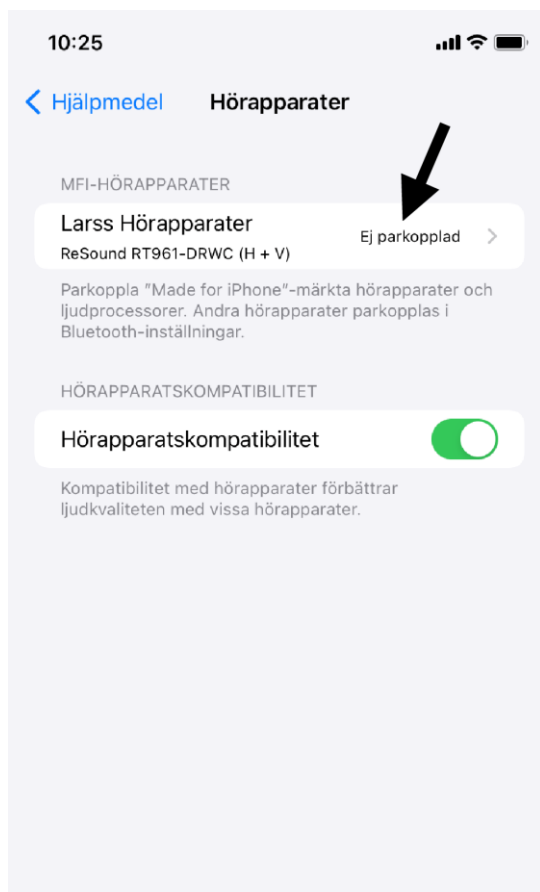 10:25
Hjälpmedel Hörapparater
MFI-HÖRAPPARATER
Larss Hörapparater
ReSound RT961-DRWC (H + V)
Ej parkopplad
Parkoppla "Made for iPhone"-märkta hörapparater och
ljudprocessorer. Andra hörapparater parkopplas i
Bluetooth-inställningar.
HÖRAPPARATSKOMPATIBILITET
Hörapparatskompatibilitet
Kompatibilitet med hörapparater förbättrar
ljudkvaliteten med vissa hörapparater.